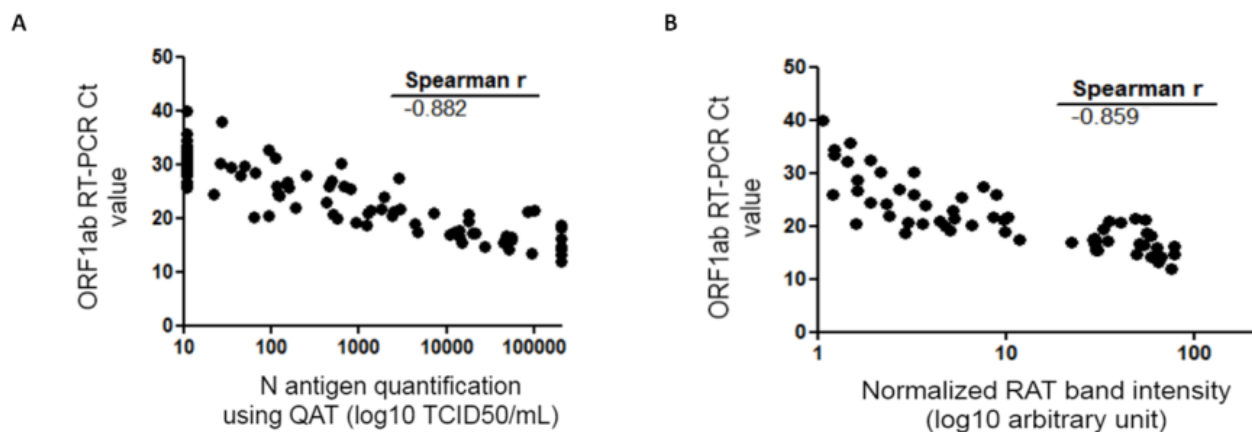 A
ORF1ab RT-PCR Ct
value
50
40
30
20
10
0
Spearman r
-0.882
10
100
1000
10000
100000
N antigen quantification
using QAT (log10 TCID50/mL)
B
ORF1ab RT-PCR Ct
value
50
40
30
20
10
0
Spearman r
-0.859
1
10
100
Normalized RAT band intensity
(log10 arbitrary unit)